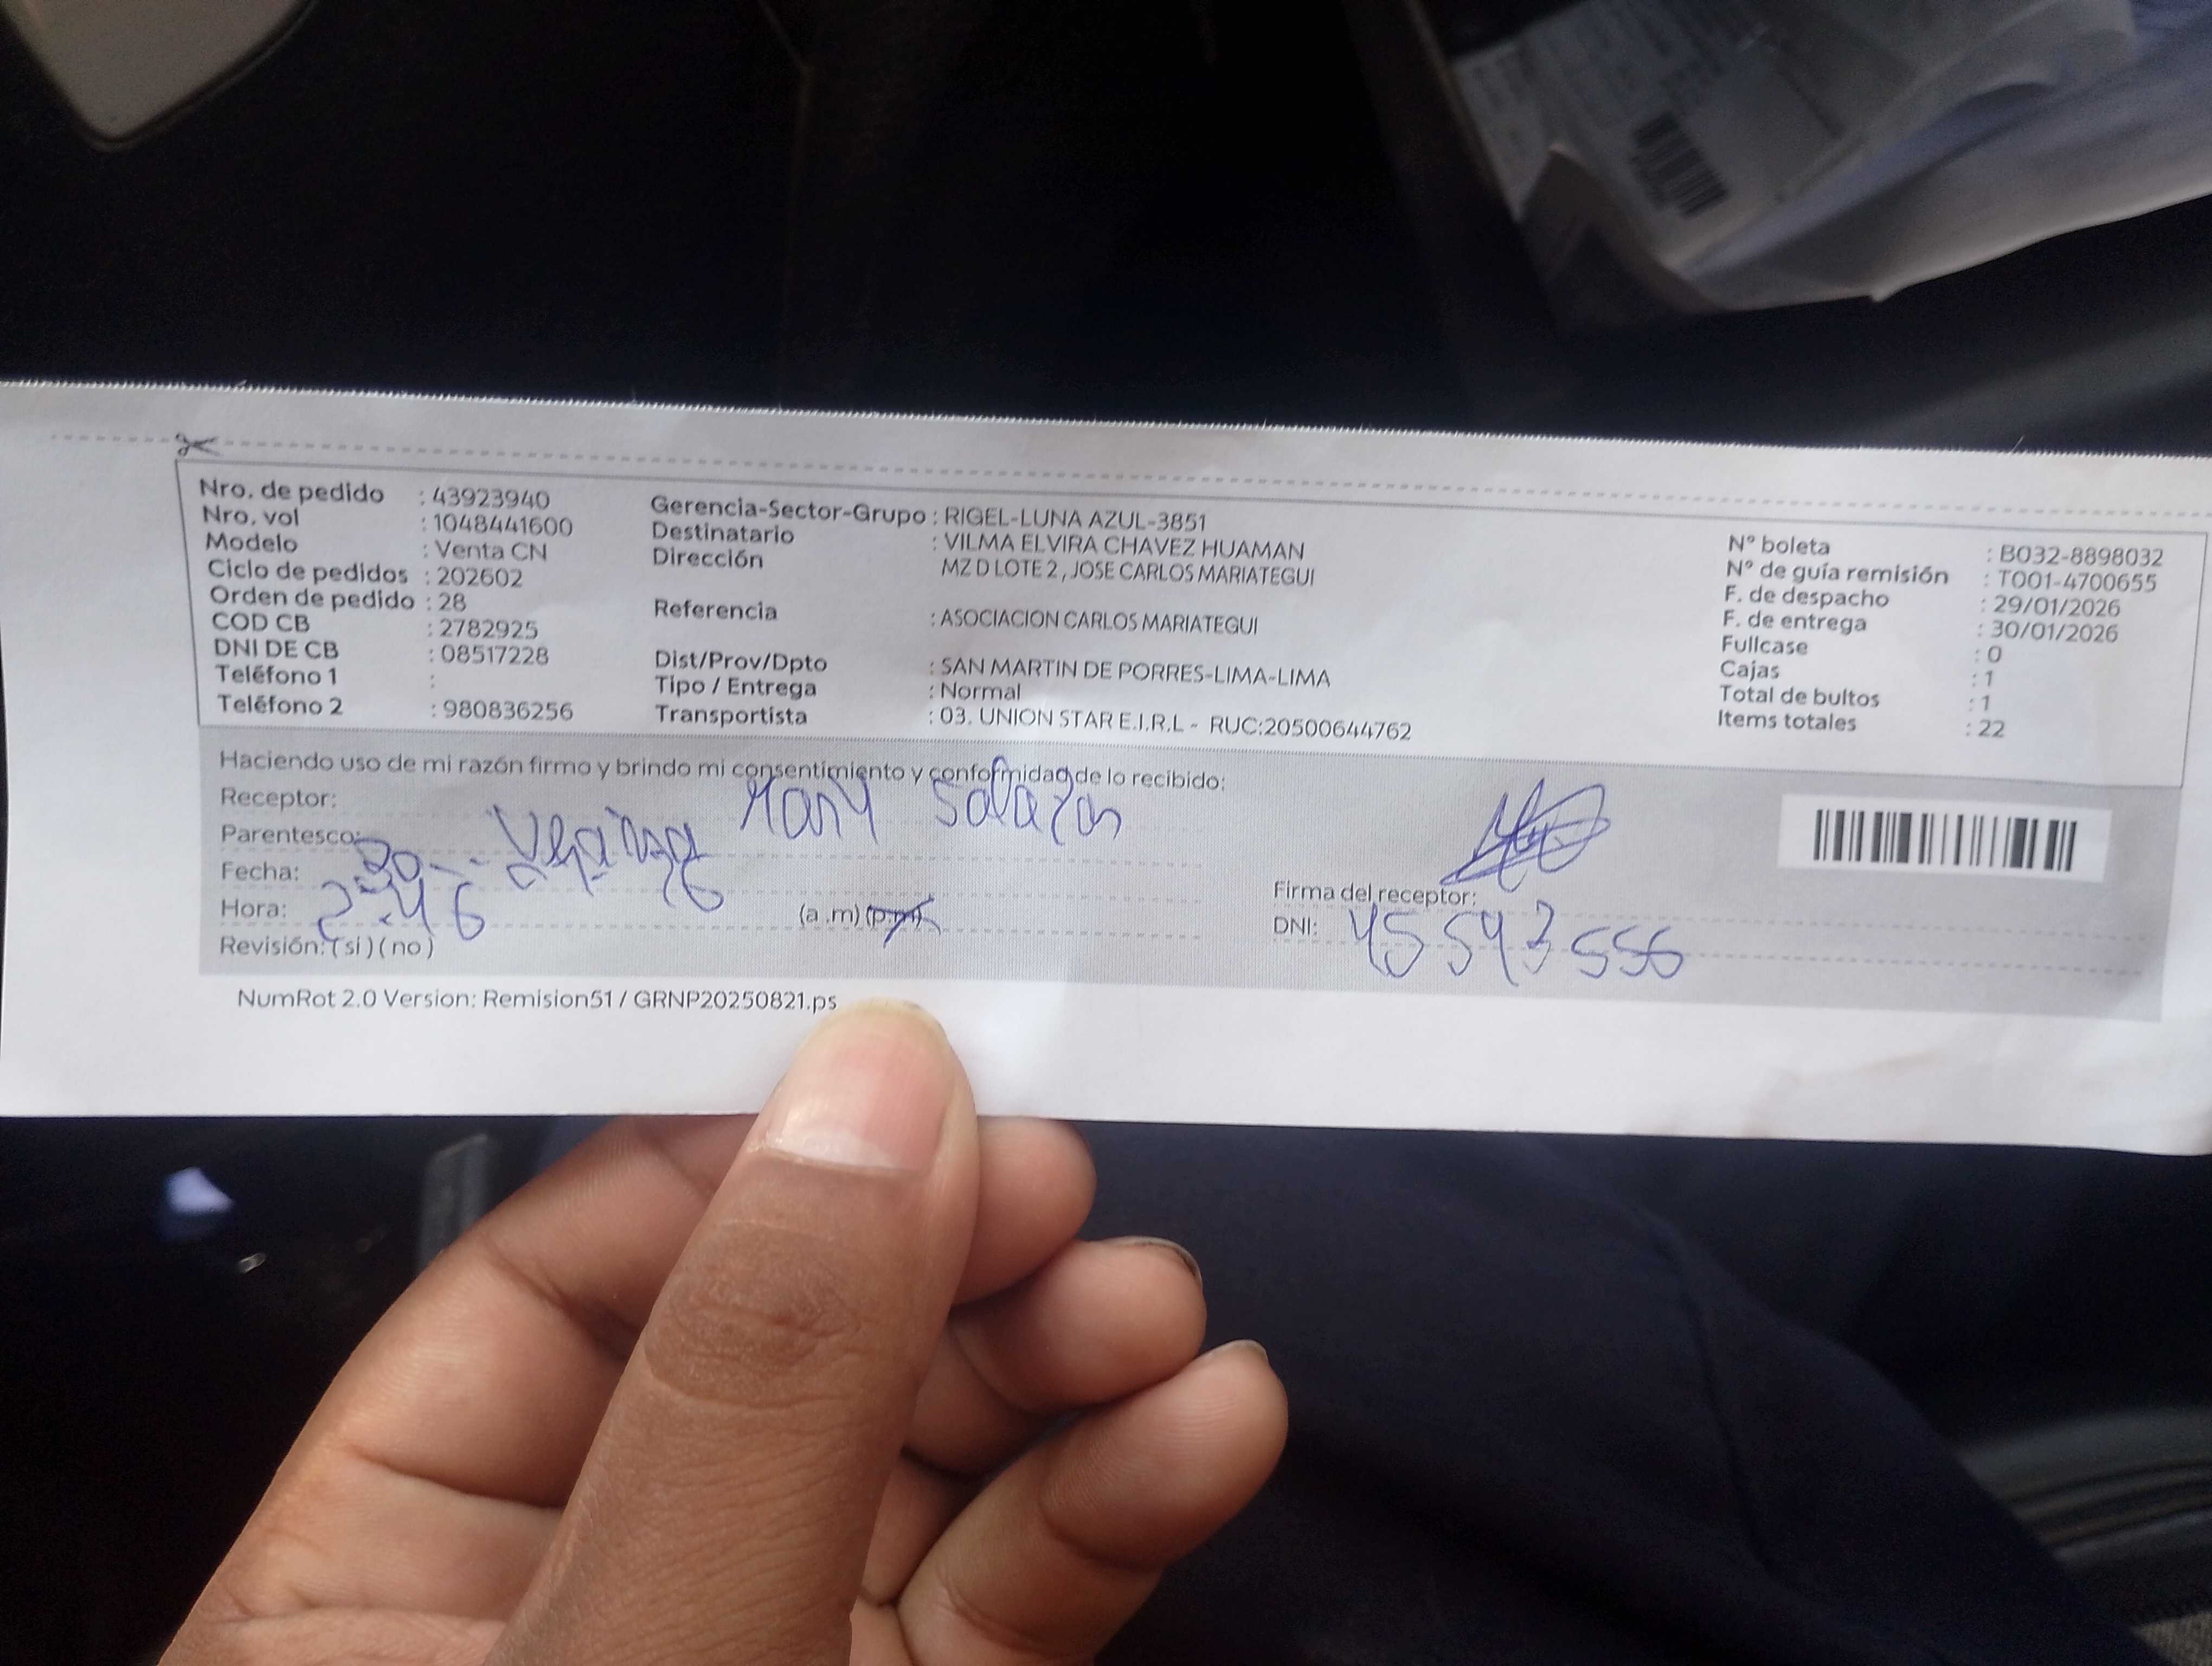 Nro. de pedido : 43923940
Nro. vol : 1048441600
Modelo : Venta CN
Ciclo de pedidos : 202602
Orden de pedido : 28
COD CB : 2782925
DNI DE CB : 08517228
Teléfono 1 :
Teléfono 2 : 980836256
Gerencia-Sector-Grupo : RIGEL-LUNA AZUL-3851
Destinatario : VILMA ELVIRA CHAVEZ HUAMAN
Dirección MZ D LOTE 2 , JOSE CARLOS MARIATEGUI
Referencia : ASOCIACION CARLOS MARIATEGUI
Dist/Prov/Dpto : SAN MARTIN DE PORRES-LIMA-LIMA
Tipo / Entrega : Normal
Transportista : 03. UNION STAR E.I.R.L - RUC:20500644762
N° boleta : B032-8898032
N° de guía remisión : T001-4700655
F. de despacho : 29/01/2026
F. de entrega : 30/01/2026
Fullcase : 0
Cajas : 1
Total de bultos : 1
Items totales : 22
Haciendo uso de mi razón firmo y brindo mi consentimiento y conformidad de lo recibido:
Receptor: Mary Salazar
Parentesco:
Fecha: 30
Hora: 2:46 (a .m) (p.m)
Revisión: ( si ) ( no )
Firma del receptor:
DNI: 45543556
NumRot 2.0 Version: Remision51 / GRNP20250821.ps